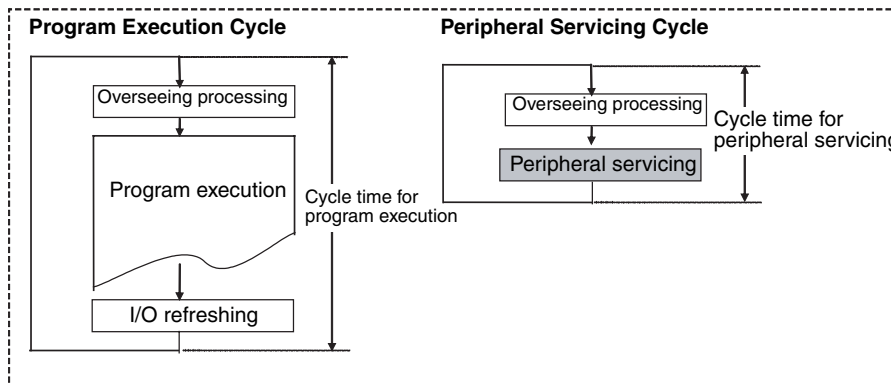 Program Execution Cycle
Overseeing processing
Program execution
I/O refreshing
Cycle time for
program execution
Peripheral Servicing Cycle
Overseeing processing
Peripheral servicing
Cycle time for
peripheral servicing